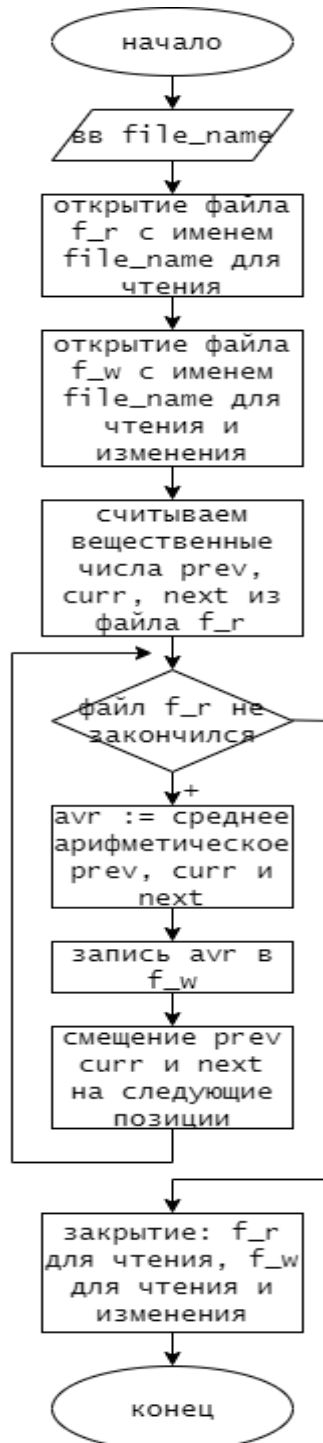 начало
вв file_name
открытие файла
f_r с именем
file_name для
чтения
открытие файла
f_w с именем
file_name для
чтения и
изменения
считываем
вещественные
числа prev,
curr, next из
файла f_r
файл f_r не
закончился
+
avr := среднее
арифметическое
prev, curr и
next
запись avr в
f_w
смещение prev
curr и next
на следующие
позиции
закрытие: f_r
для чтения, f_w
для чтения и
изменения
конец